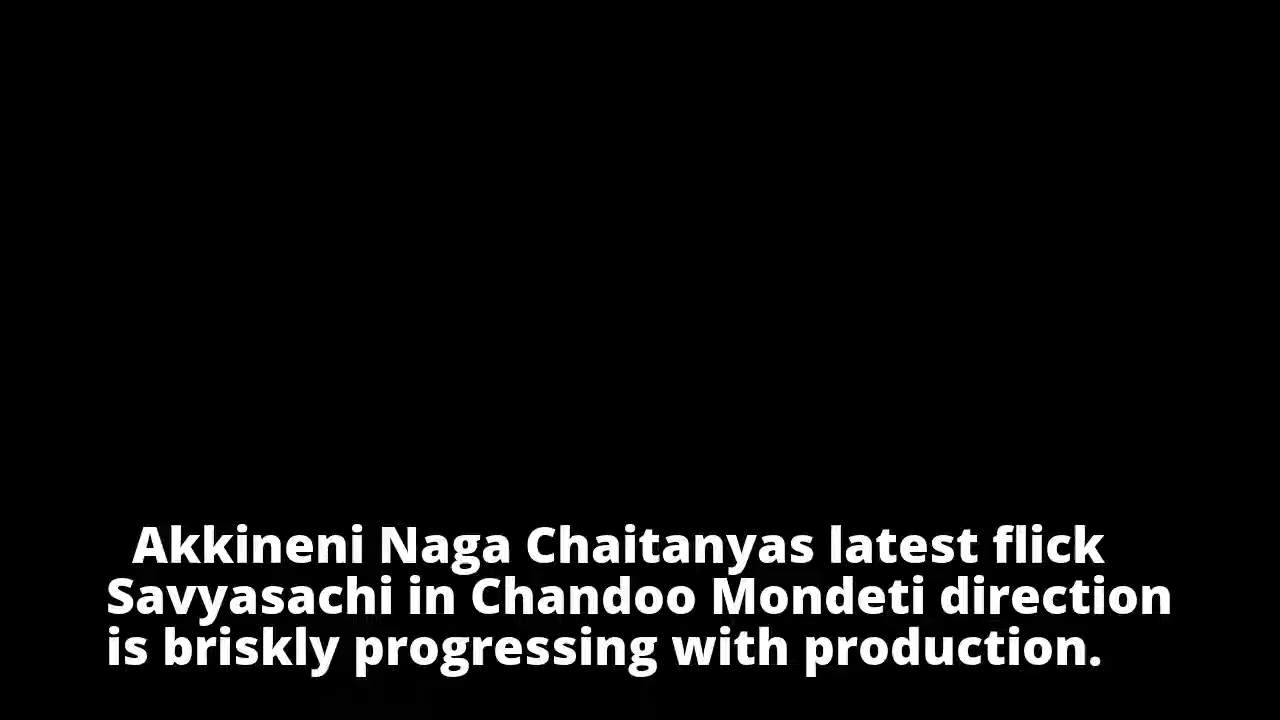 Akkineni Naga Chaitanyas latest flick
Savyasachi in Chandoo Mondeti direction
is briskly progressing with production.